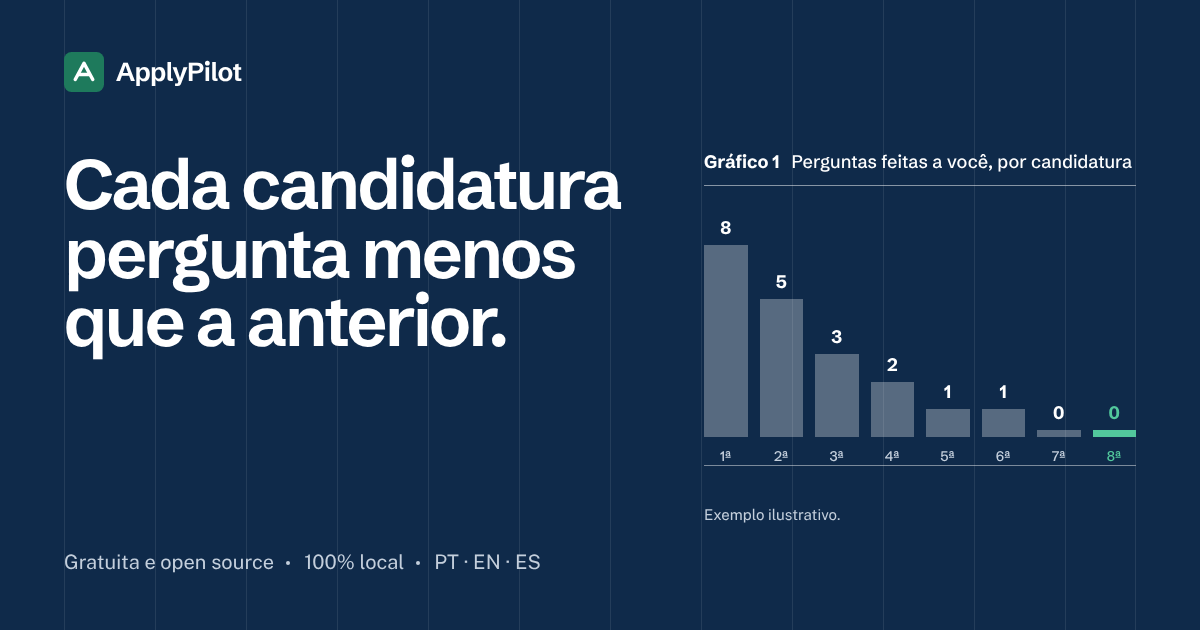 ApplyPilot
Cada candidatura
pergunta menos
que a anterior.
Gráfico 1 Perguntas feitas a você, por candidatura
8
5
3
2
1
1
0
0
1ª 2ª 3ª 4ª 5ª 6ª 7ª 8ª
Exemplo ilustrativo.
Gratuita e open source • 100% local • PT · EN · ES